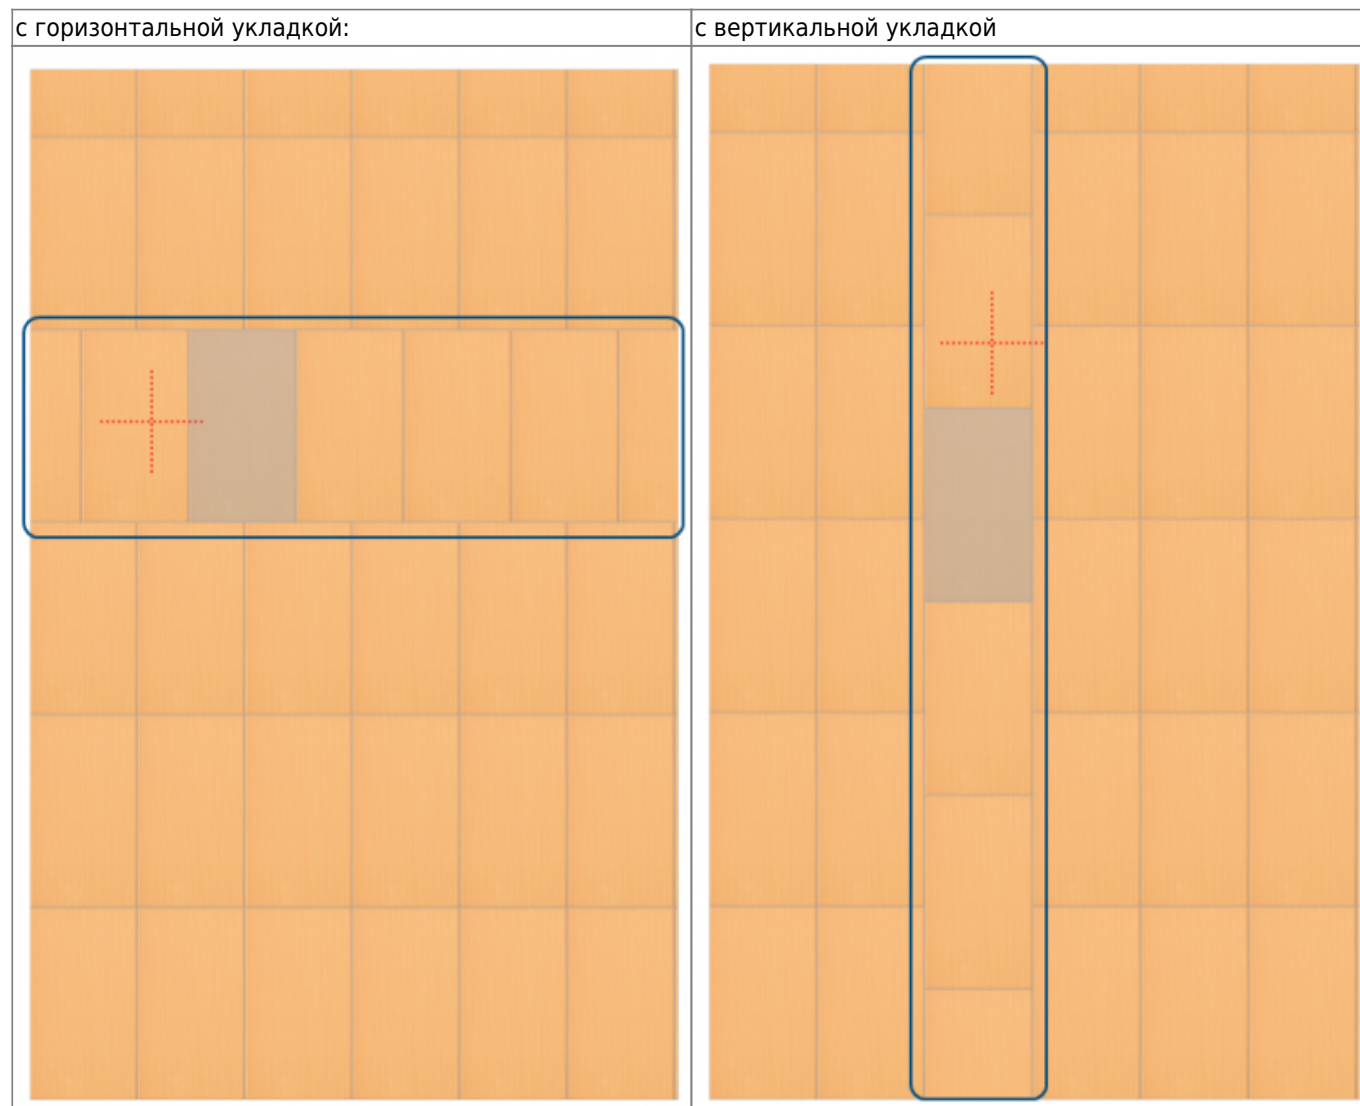 с горизонтальной укладкой:
с вертикальной укладкой